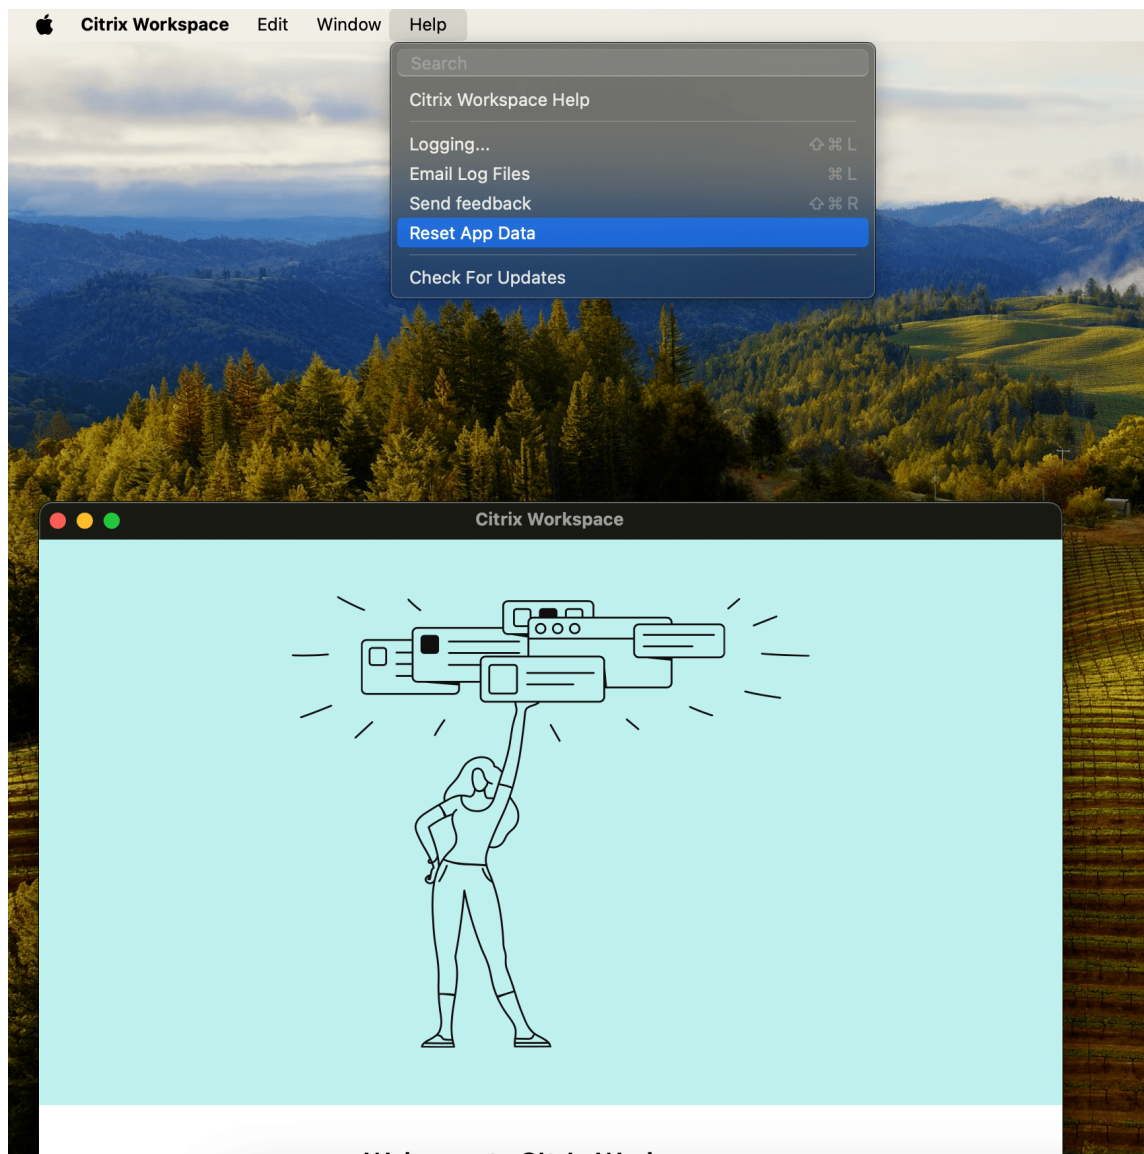 Citrix Workspace Edit Window Help
Search
Citrix Workspace Help
Logging... ⇧⌘L
Email Log Files ⌘L
Send feedback ⇧⌘R
Reset App Data
Check For Updates
Citrix Workspace